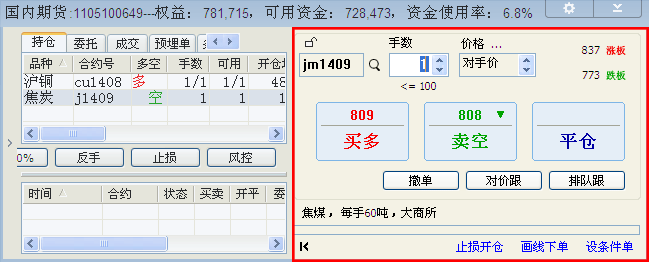 国内期货:1105100649---权益: 781,715, 可用资金: 728,473, 资金使用率: 6.8%
持仓 委托 成交 预埋单
品种 合约号 多空 手数 可用 开仓均
沪铜 cu1408 多 1/1 1/1 48
焦炭 j1409 空 1 1 1
0% 反手 止损 风控
时间 合约 状态 买卖 开平 委
手数 价格 ...
jm1409 1 对手价
<= 100
837 涨板
773 跌板
809 买多
808 ▼ 卖空
平仓
撤单 对价跟 排队跟
焦煤，每手60吨，大商所
止损开仓 画线下单 设条件单